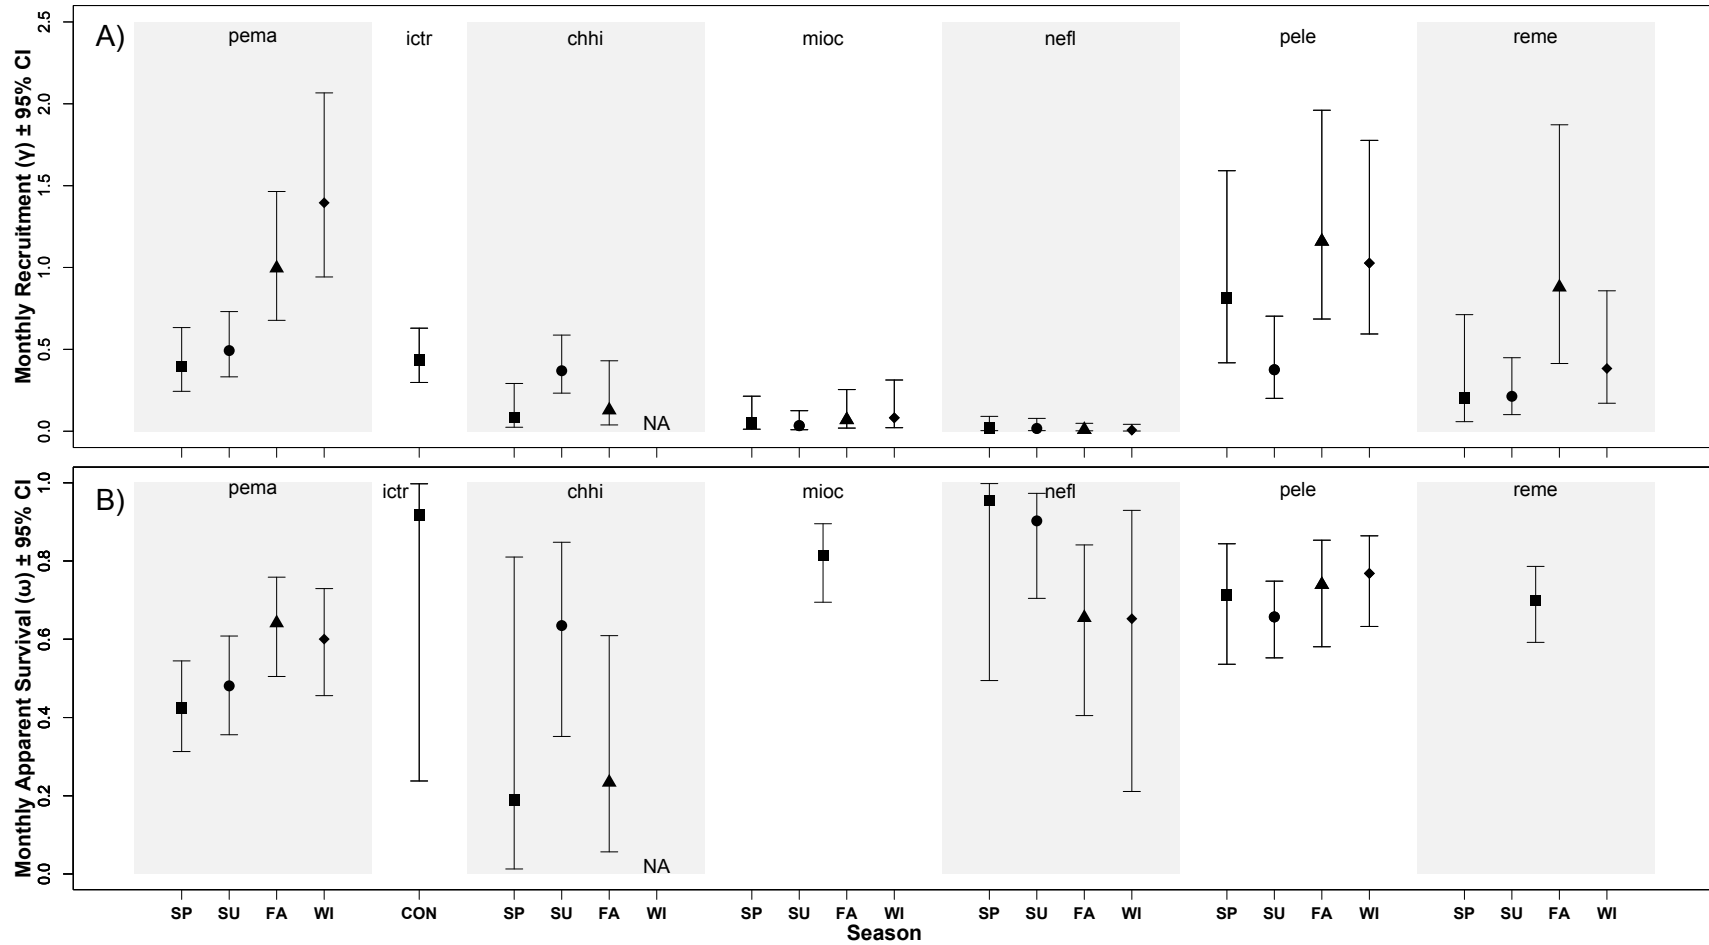 A)
pema ictr chhi mioc nefl pele reme
Monthly Recruitment (γ) ± 95% CI
2.5
2.0
1.5
1.0
0.5
0.0
NA
B)
pema ictr chhi mioc nefl pele reme
Monthly Apparent Survival (ω) ± 95% CI
1.0
0.8
0.6
0.4
0.2
0.0
NA
SP SU FA WI CON SP SU FA WI SP SU FA WI SP SU FA WI SP SU FA WI SP SU FA WI
Season